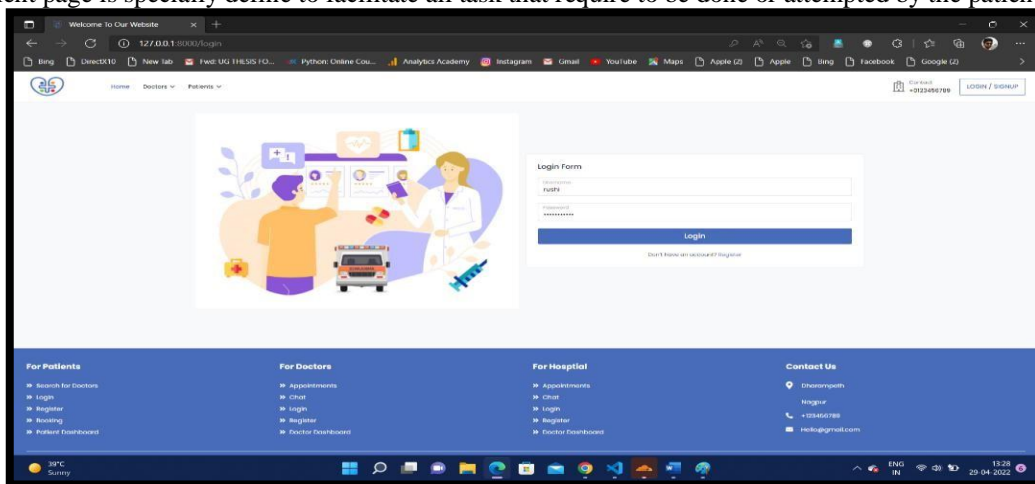 ent page is specially define to facilitate an task that require to be done or attempted by the patien
Welcome To Our Website
127.0.0.1:8000/login
Bing DirectX10 New Tab Fwd: UG THESIS FO... Python: Online Cou... Analytics Academy Instagram Gmail YouTube Maps Apple (2) Apple Bing Facebook Google (2)
Home Doctors Patients
Contact
+0123456789
LOGIN / SIGNUP
Login Form
Username
rushi
Password
Login
Don't have an account? Register
AMBULANCE
For Patients
» Search for Doctors
» Login
» Register
» Booking
» Patient Dashboard
For Doctors
» Appointments
» Chat
» Login
» Register
» Doctor Dashboard
For Hosptial
» Appointments
» Chat
» Login
» Register
» Doctor Dashboard
Contact Us
Dharampeth
Nagpur
+123456789
Hello@gmail.com
39°C
Sunny
ENG
IN
13:28
29-04-2022